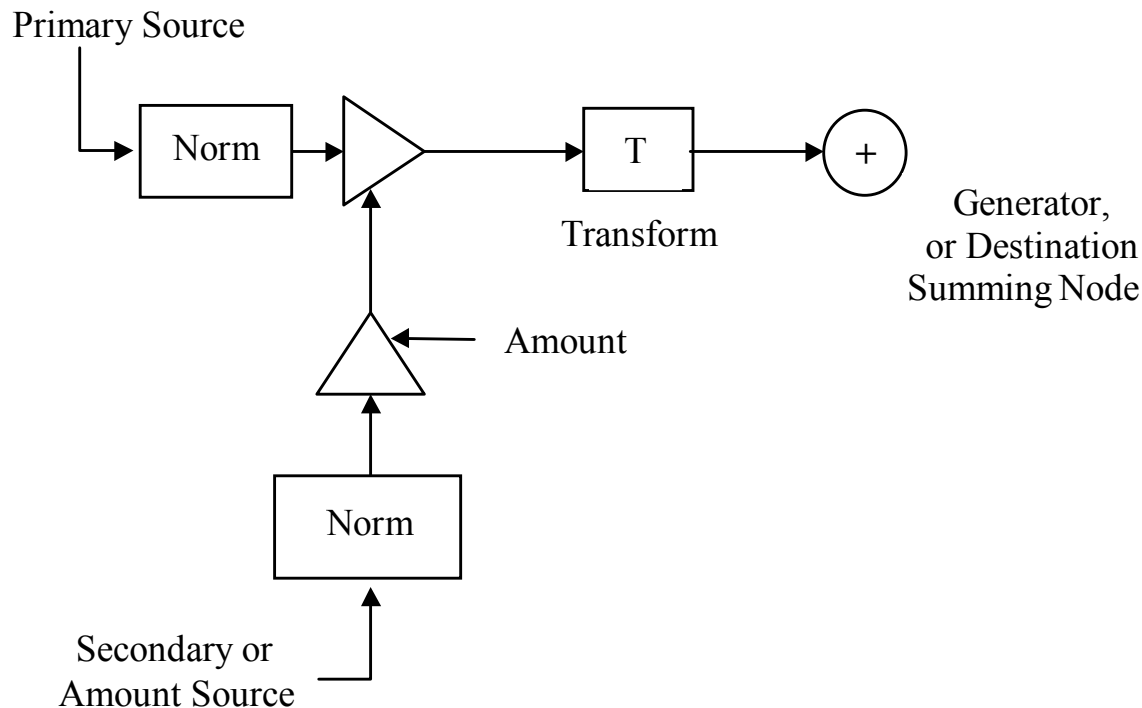 Primary Source
Norm
T
+
Transform
Generator,
or Destination
Summing Node
Amount
Norm
Secondary or
Amount Source